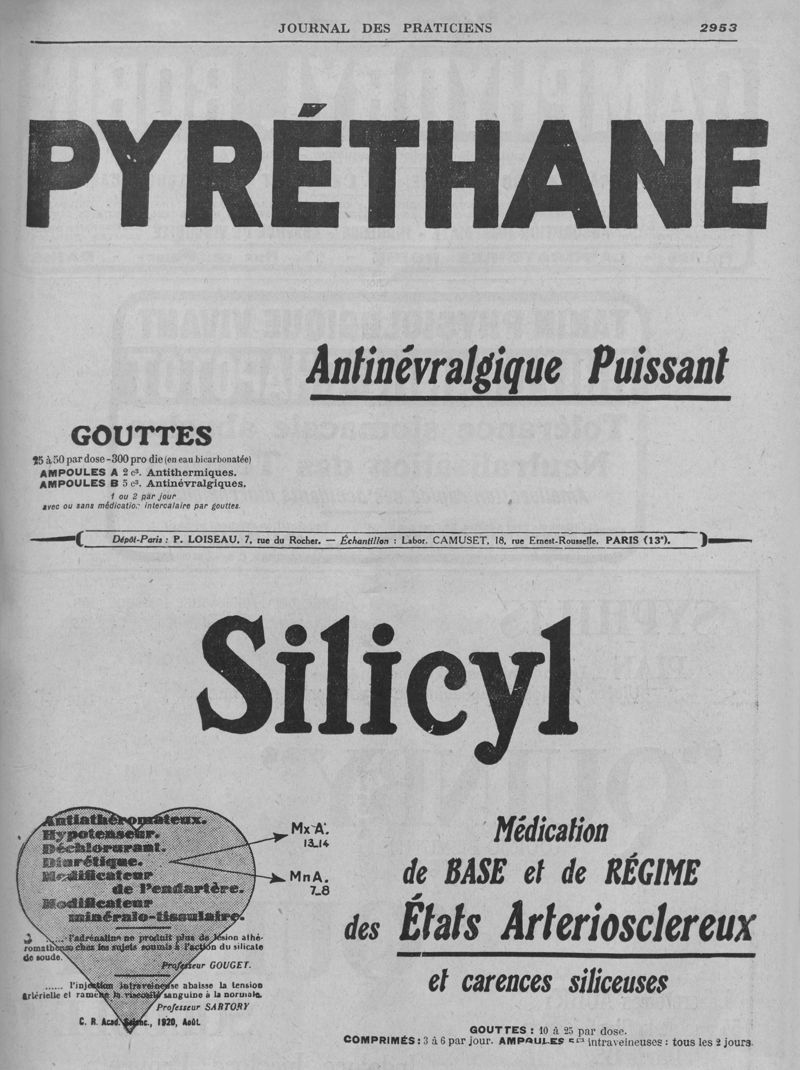 JOURNAL DES PRATICIENS 2953
PYRÉTHANE
Antinévralgique Puissant
GOUTTES
25 à 50 par dose - 300 pro die (en eau bicarbonatée)
AMPOULES A 2 c³. Antithermiques.
AMPOULES B 5 c³. Antinévralgiques.
1 ou 2 par jour
avec ou sans médication intercalaire par gouttes.
Dépôt-Paris : P. LOISEAU, 7, rue du Rocher. — Échantillon : Labor. CAMUSET, 18, rue Ernest-Rousselle, PARIS (13ᵉ).
Silicyl
Antiathéromateux.
Hypotenseur.
Déchlorurant.
Diurétique.
Modificateur
de l'endartère.
Modificateur
minéralo-tissulaire.
Mx A.
13_14
MnA.
7_8
...... l'adrénaline ne produit plus de lésion athé-
romateuse chez les sujets soumis à l'action du silicate
de soude.
Professeur GOUGET.
...... l'injection intraveineuse abaisse la tension
artérielle et ramène la viscosité sanguine à la normale.
Professeur SARTORY
C. R. Acad. Scienc., 1920, Août.
Médication
de BASE et de RÉGIME
des États Arteriosclereux
et carences siliceuses
GOUTTES : 10 à 25 par dose.
COMPRIMÉS : 3 à 6 par jour. AMPOULES intraveineuses : tous les 2 jours.